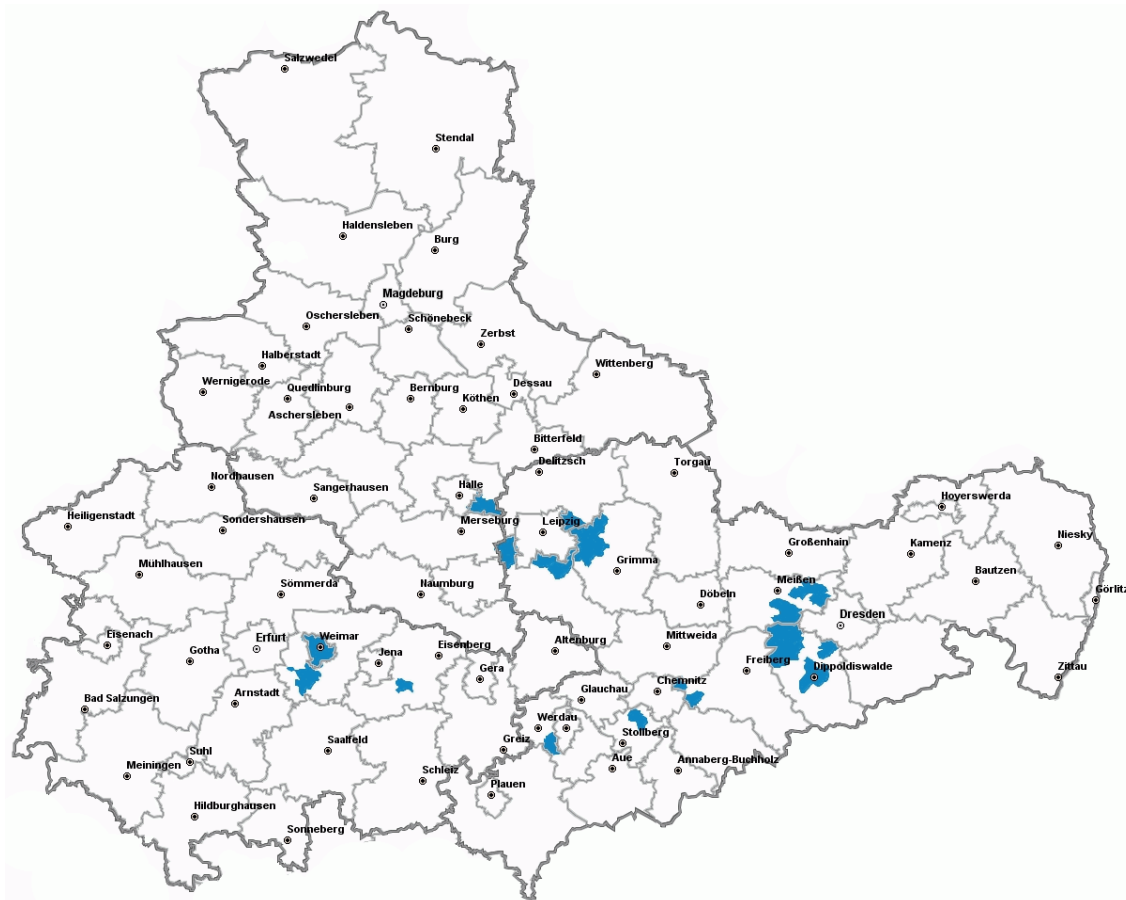 Salzwedel
Stendal
Haldensleben
Burg
Magdeburg
Oschersleben
Schönebeck
Zerbst
Halberstadt
Wittenberg
Wernigerode
Quedlinburg
Bernburg
Dessau
Köthen
Aschersleben
Bitterfeld
Delitzsch
Torgau
Nordhausen
Sangerhausen
Halle
Hoyerswerda
Heiligenstadt
Sondershausen
Merseburg
Leipzig
Niesky
Großenhain
Kamenz
Mühlhausen
Grimma
Bautzen
Sömmerda
Naumburg
Meißen
Döbeln
Görlitz
Dresden
Eisenach
Erfurt
Weimar
Altenburg
Mittweida
Gotha
Jena
Eisenberg
Gera
Freiberg
Dippoldiswalde
Zittau
Bad Salzungen
Arnstadt
Chemnitz
Glauchau
Werdau
Stollberg
Saalfeld
Greiz
Suhl
Meiningen
Aue
Annaberg-Buchholz
Schleiz
Plauen
Hildburghausen
Sonneberg